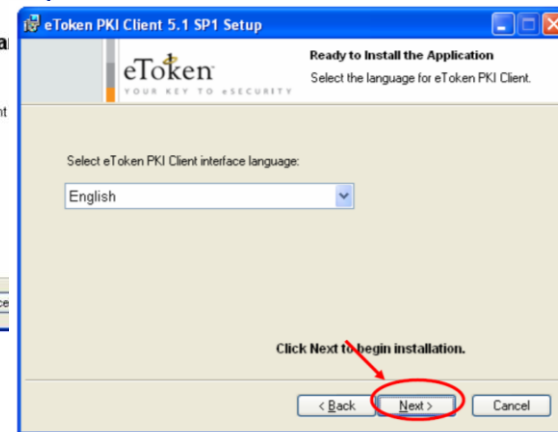 eToken PKI Client 5.1 SP1 Setup
eToken
YOUR KEY TO eSECURITY
Ready to Install the Application
Select the language for eToken PKI Client.
Select eToken PKI Client interface language:
English
Click Next to begin installation.
< Back
Next >
Cancel